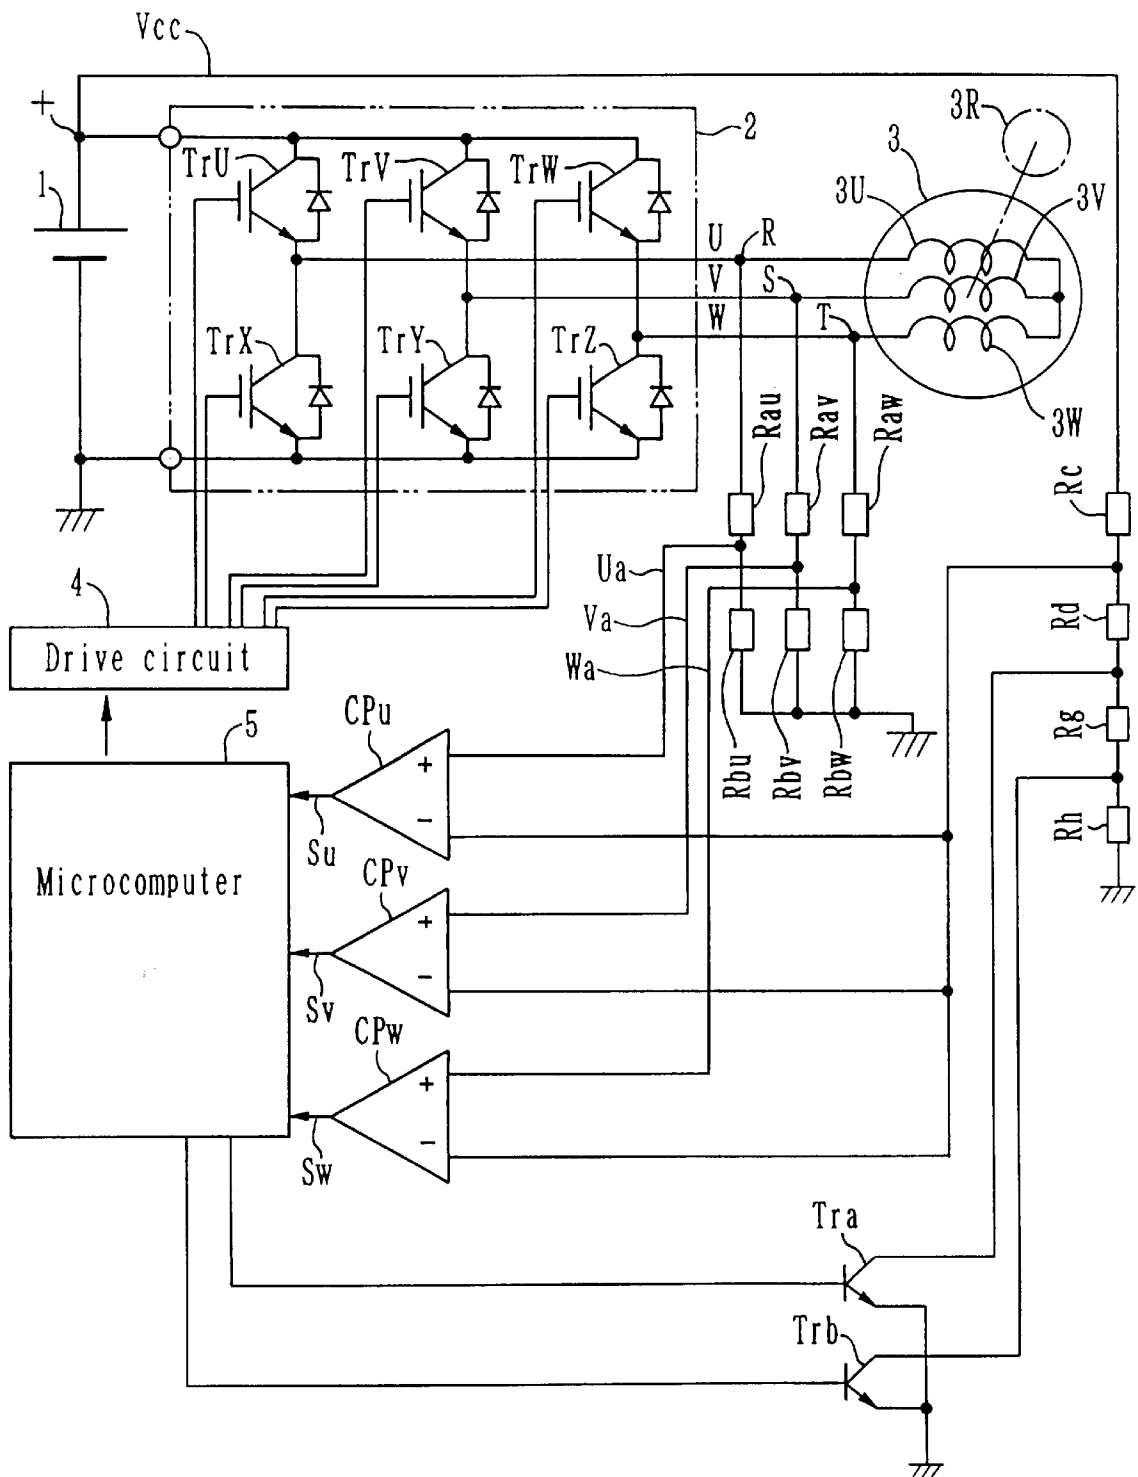 Vcc
+
2
3R
TrU
TrV
TrW
3
1
3U
3V
U
R
V
S
W
T
TrX
TrY
TrZ
3W
Rau
Rav
Raw
Rc
Ua
4
Va
Rd
Drive circuit
Wa
CPu
5
Rg
+
Rbu
Rbv
Rbw
−
Su
Rh
Microcomputer
CPv
+
−
Sv
CPw
+
−
Sw
Tra
Trb